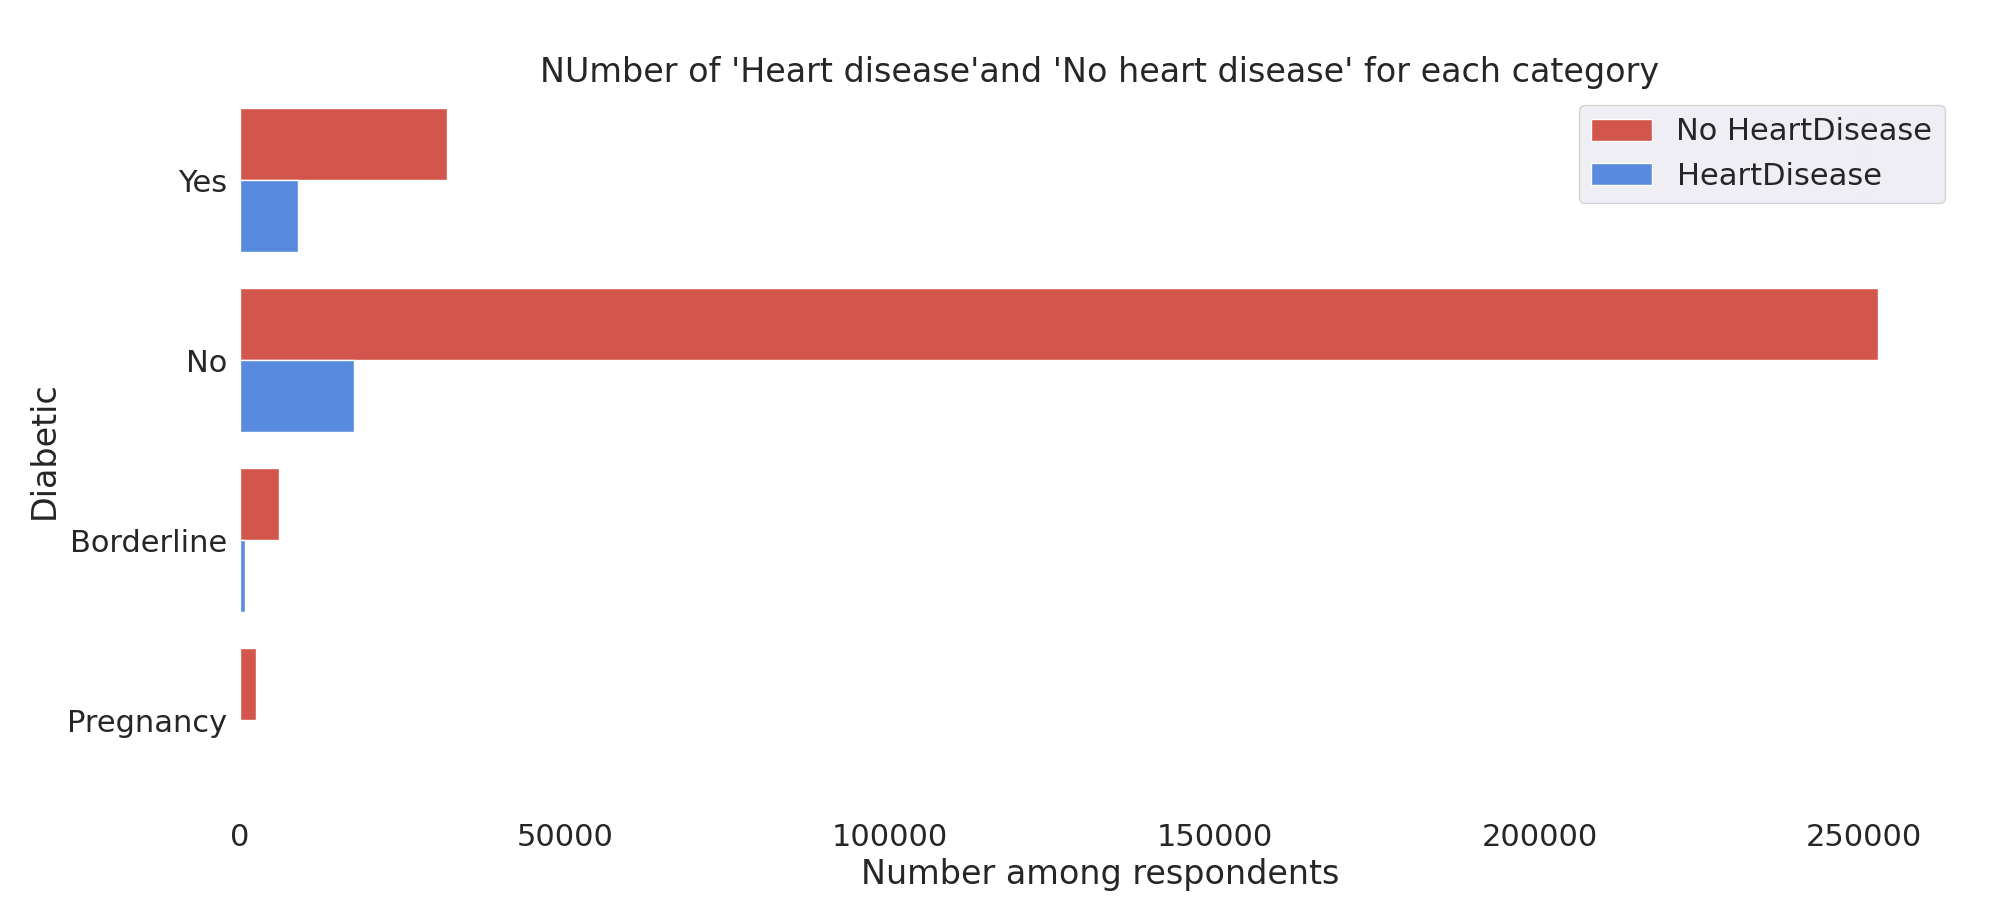 NUmber of 'Heart disease'and 'No heart disease' for each category
No HeartDisease
HeartDisease
Diabetic
Yes
No
Borderline
Pregnancy
0 50000 100000 150000 200000 250000
Number among respondents